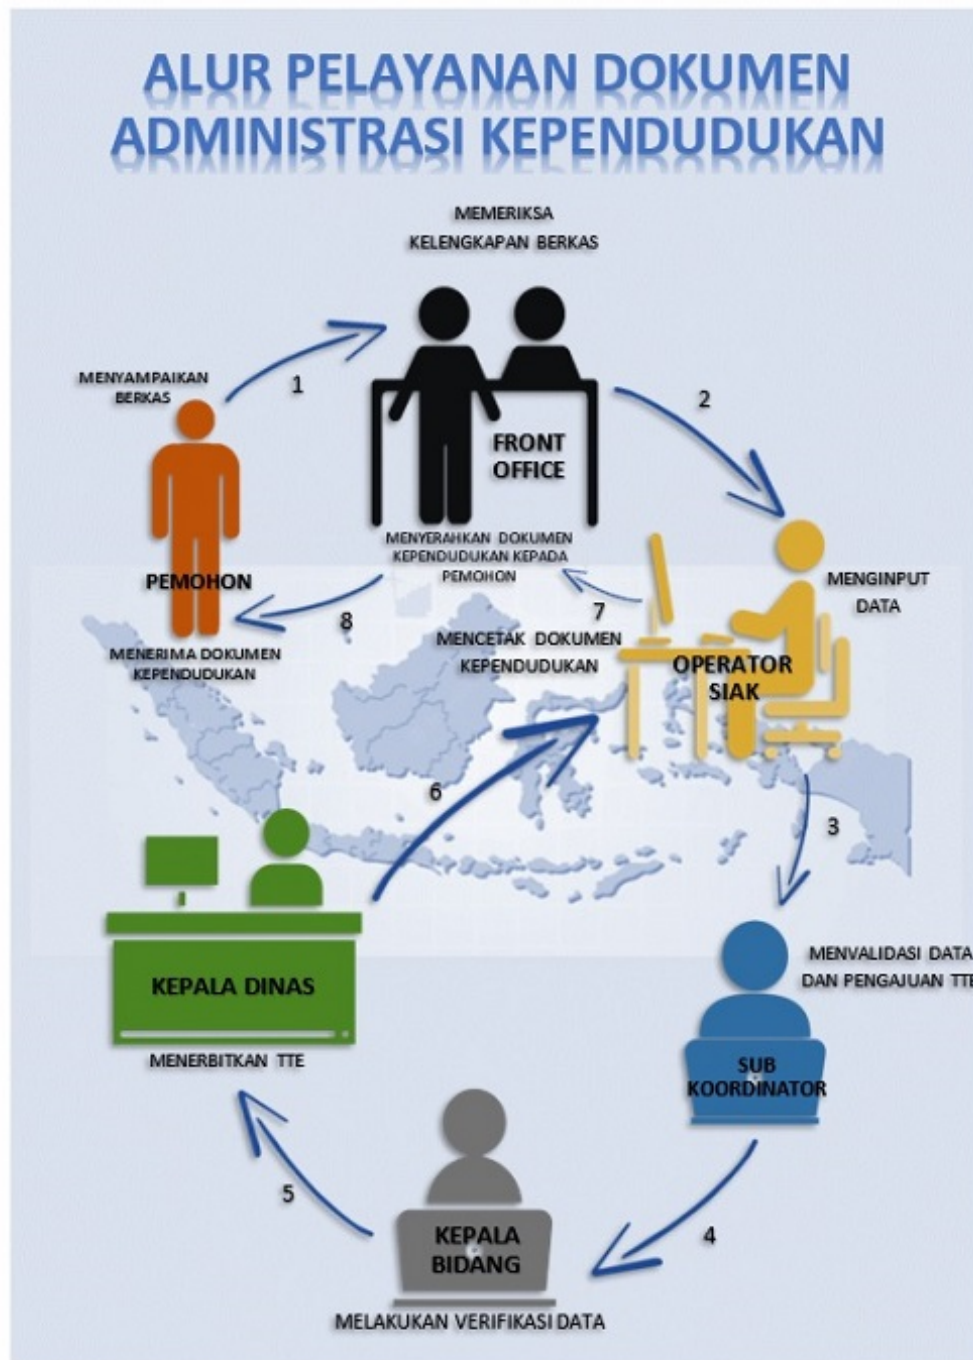 ALUR PELAYANAN DOKUMEN
ADMINISTRASI KEPENDUDUKAN
MEMERIKSA
KELENGKAPAN BERKAS
MENYAMPAIKAN
BERKAS
1
2
FRONT
OFFICE
MENYERAHKAN DOKUMEN
KEPENDUDUKAN KEPADA
PEMOHON
PEMOHON
MENERIMA DOKUMEN
KEPENDUDUKAN
8
7
MENCETAK DOKUMEN
KEPENDUDUKAN
MENGINPUT
DATA
OPERATOR
SIAK
6
3
KEPALA DINAS
MENERBITKAN TTE
MENVALIDASI DATA
DAN PENGAJUAN TTE
SUB
KOORDINATOR
5
4
KEPALA
BIDANG
MELAKUKAN VERIFIKASI DATA